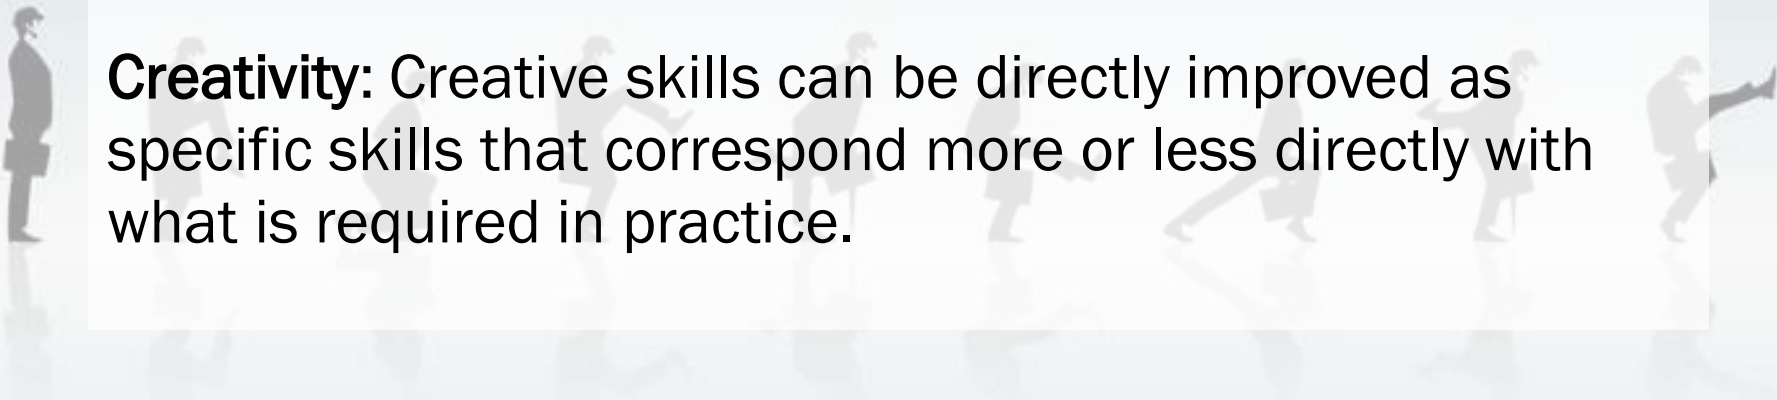 Creativity: Creative skills can be directly improved as
specific skills that correspond more or less directly with
what is required in practice.